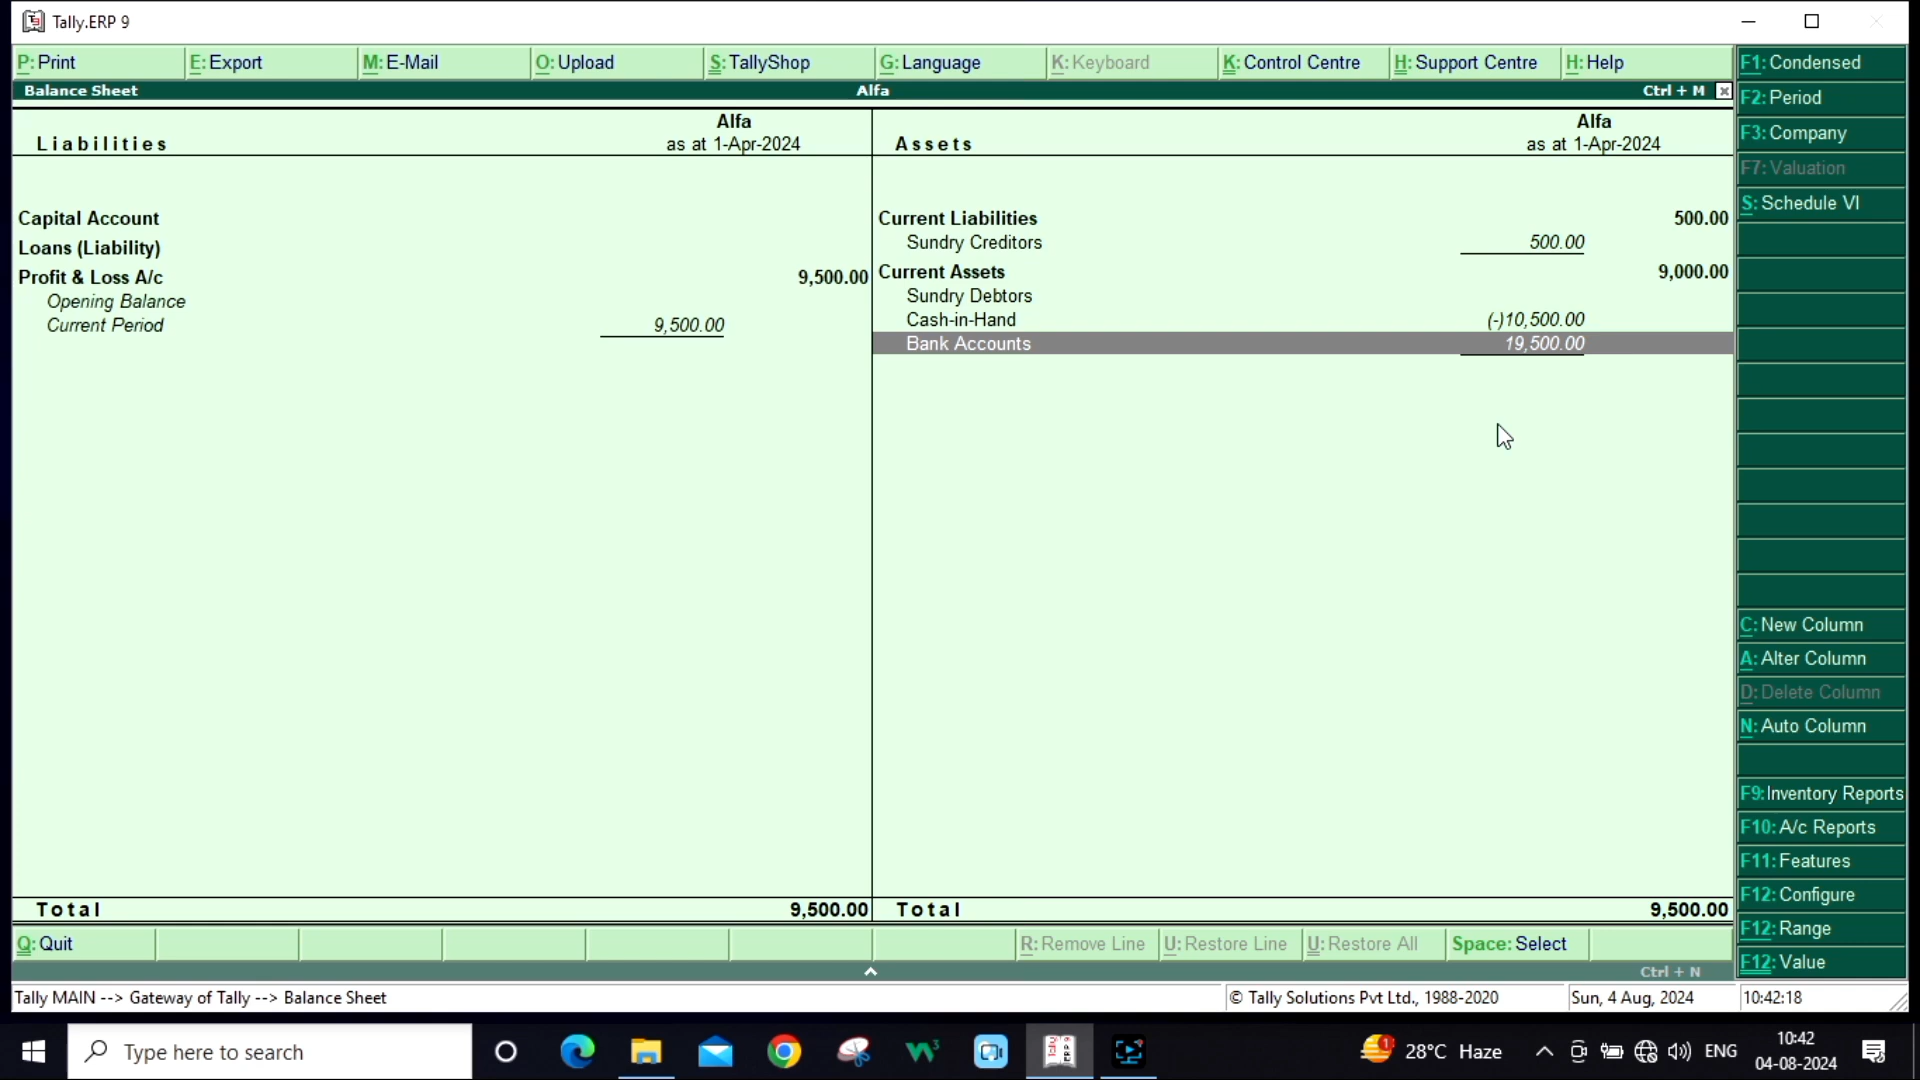 Tally.ERP 9
P: Print E: Export M: E-Mail O: Upload S: TallyShop G: Language K: Keyboard K: Control Centre H: Support Centre H: Help
Balance Sheet Alfa Ctrl + M
Liabilities Alfa
as at 1-Apr-2024
Assets Alfa
as at 1-Apr-2024
Capital Account
Loans (Liability)
Profit & Loss A/c 9,500.00
Opening Balance
Current Period 9,500.00
Current Liabilities 500.00
Sundry Creditors 500.00
Current Assets 9,000.00
Sundry Debtors
Cash-in-Hand (-)10,500.00
Bank Accounts 19,500.00
Total 9,500.00
Total 9,500.00
F1: Condensed
F2: Period
F3: Company
F7: Valuation
S: Schedule VI
C: New Column
A: Alter Column
D: Delete Column
N: Auto Column
F9: Inventory Reports
F10: A/c Reports
F11: Features
F12: Configure
F12: Range
F12: Value
Q: Quit R: Remove Line U: Restore Line U: Restore All Space: Select
Ctrl + N
Tally MAIN --> Gateway of Tally --> Balance Sheet © Tally Solutions Pvt Ltd., 1988-2020 Sun, 4 Aug, 2024 10:42:18
Type here to search 1 28°C Haze ENG 10:42
04-08-2024